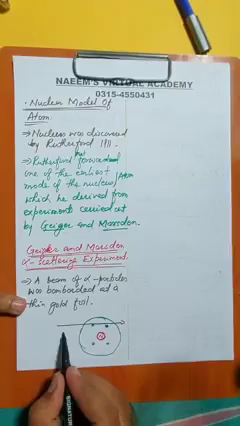 NAEEM'S VIRTUAL ACADEMY
0315-4550431
· Nuclear Model Of
Atom.
⇒ Nucleus was discovered
by Rutherford 1911.
⇒ Rutherford put forwarded
one of the earliest
mode of the nucleus/Atom
which he derived from
experiments carried out
by Geiger and Marsden.
Geiger and Marsden
α-scattering Experiment.
⇒ A beam of α-particles
was bombarded at a
thin gold foil.
N